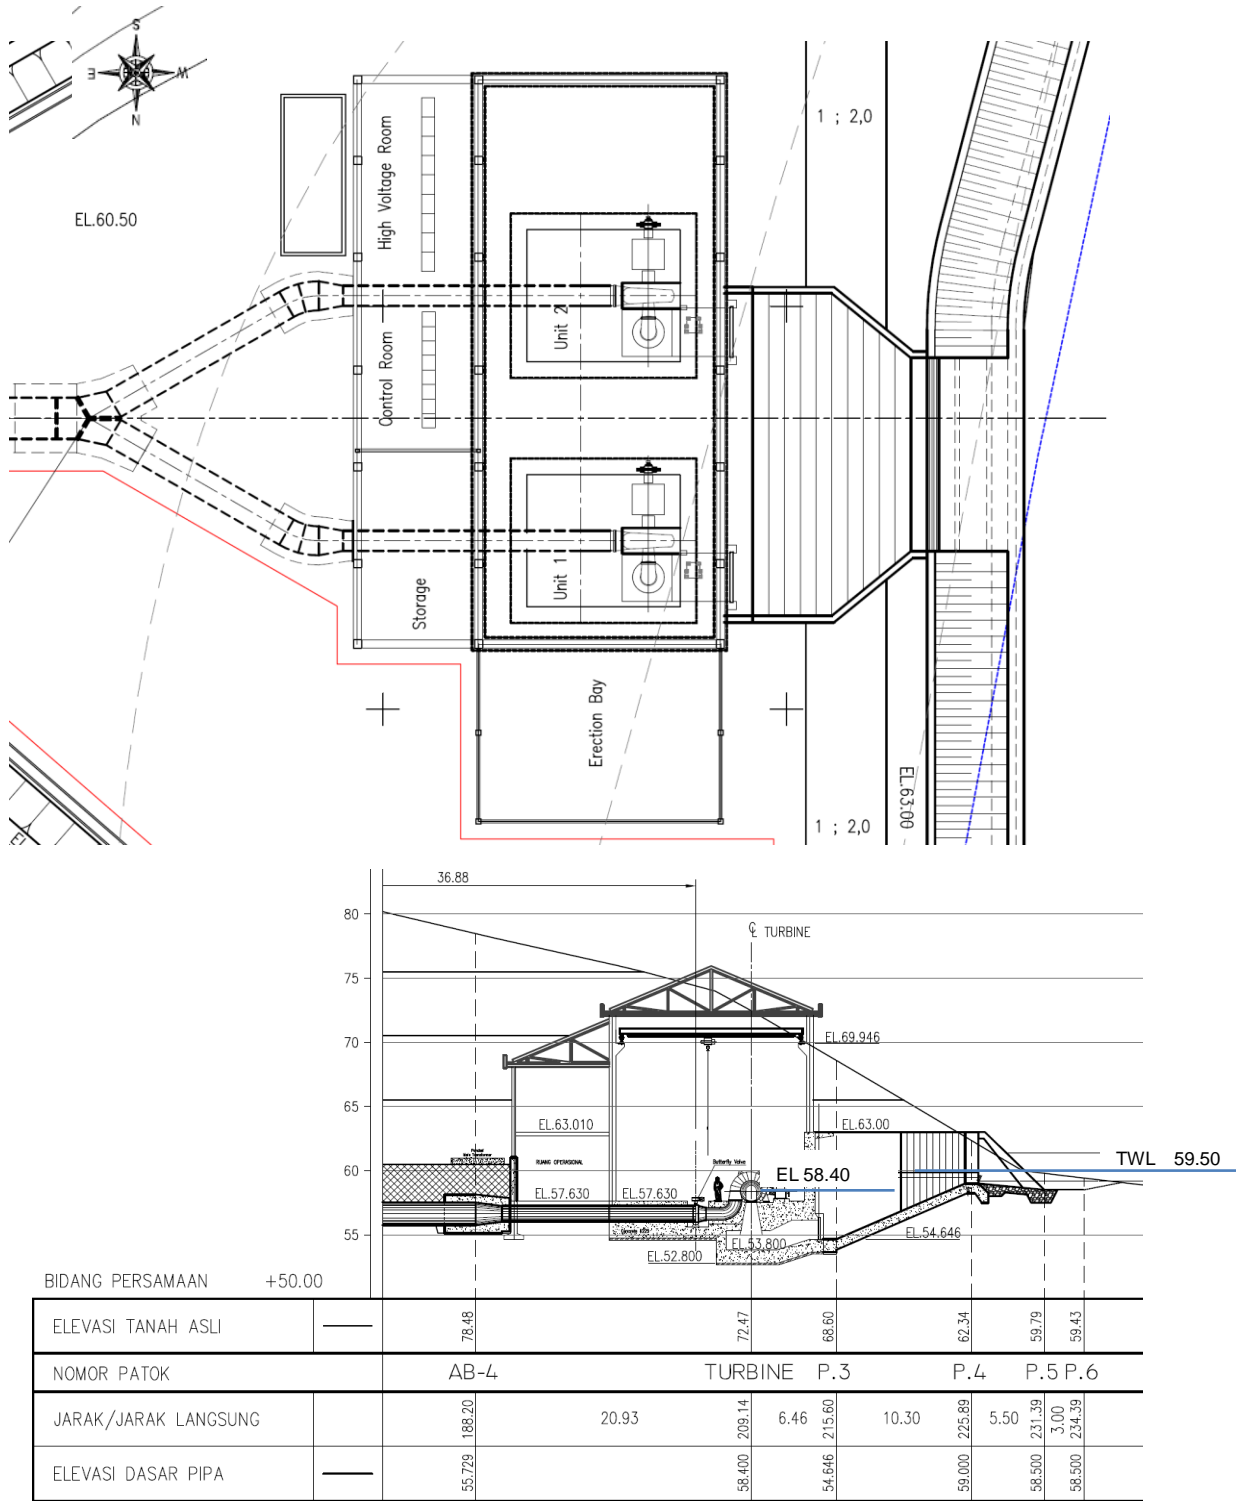 S
E
W
N
EL.60.50
High Voltage Room
Control Room
Storage
Unit 2
Unit 1
Erection Bay
1 ; 2,0
1 ; 2,0
EL.63.00
36.88
80
75
70
65
60
55
℄ TURBINE
EL.69.946
EL.63.010
EL.63.00
RUANG OPERASIONAL
Butterfly Valve
EL.57.630
EL.57.630
EL 58.40
TWL 59.50
EL.54.646
EL.53.800
EL.52.800
BIDANG PERSAMAAN +50.00
ELEVASI TANAH ASLI 78.48 72.47 68.60 62.34 59.79 59.43
NOMOR PATOK AB-4 TURBINE P.3 P.4 P.5 P.6
JARAK/JARAK LANGSUNG 188.20 20.93 209.14 6.46 215.60 10.30 225.89 5.50 231.39 3.00 234.39
ELEVASI DASAR PIPA 55.729 58.400 54.646 59.000 58.500 58.500